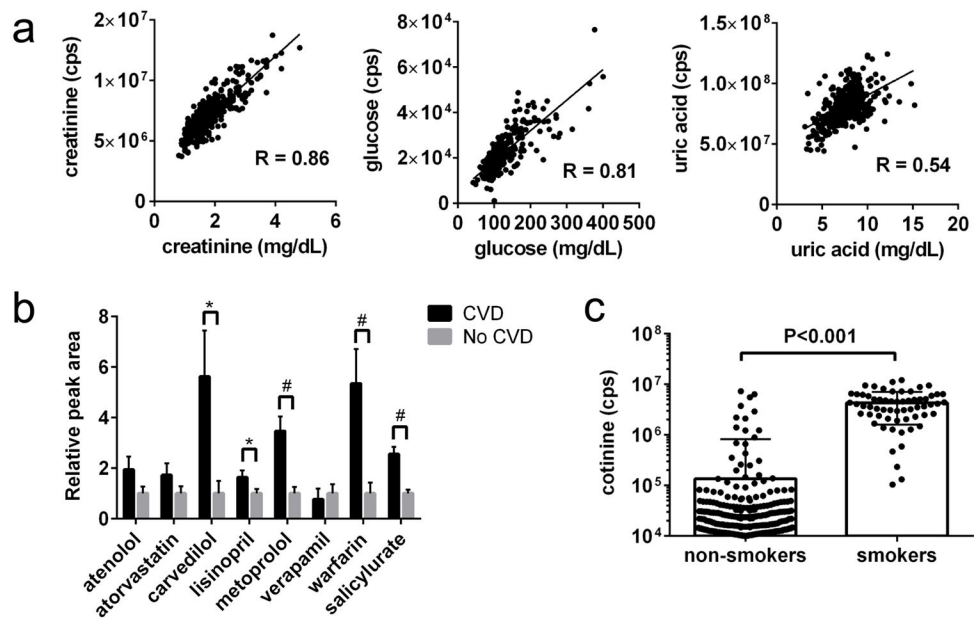 a
creatinine (cps)
2×10⁷
1×10⁷
5×10⁶
0
R = 0.86
0 2 4 6
creatinine (mg/dL)
glucose (cps)
8×10⁴
6×10⁴
4×10⁴
2×10⁴
0
R = 0.81
0 100 200 300 400 500
glucose (mg/dL)
uric acid (cps)
1.5×10⁸
1.0×10⁸
5.0×10⁷
0
R = 0.54
0 5 10 15 20
uric acid (mg/dL)
b
Relative peak area
8
6
4
2
0
*
*
#
#
#
CVD
No CVD
atenolol
atorvastatin
carvedilol
lisinopril
metoprolol
verapamil
warfarin
salicylurate
c
cotinine (cps)
10⁸
10⁷
10⁶
10⁵
10⁴
P<0.001
non-smokers smokers